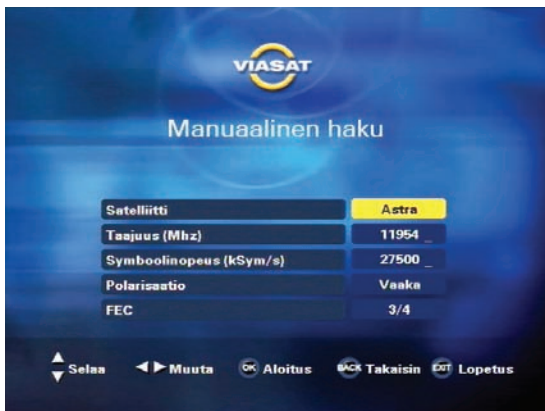 VIASAT
Manuaalinen haku
Satelliitti Astra
Taajuus (Mhz) 11954 _
Symboolinopeus (kSym/s) 27500 _
Polarisaatio Vaaka
FEC 3/4
Selaa Muuta OK Aloitus BACK Takaisin EXIT Lopetus